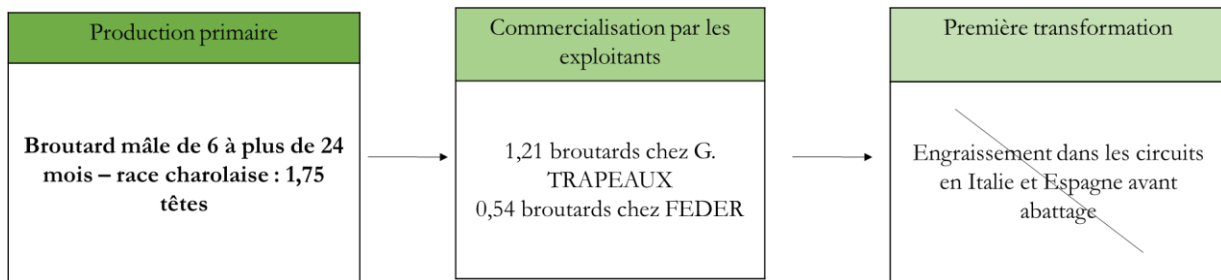 Production primaire
Broutard mâle de 6 à plus de 24
mois – race charolaise : 1,75
têtes
Commercialisation par les
exploitants
1,21 broutards chez G.
TRAPEAUX
0,54 broutards chez FEDER
Première transformation
Engraissement dans les circuits
en Italie et Espagne avant
abattage